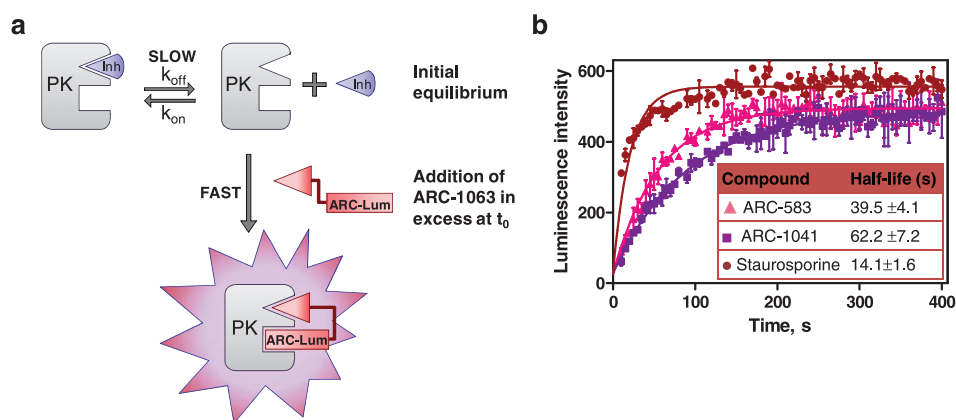 a
PK
Inh
SLOW
k_off
k_on
PK
Inh
Initial
equilibrium
FAST
ARC-Lum
Addition of
ARC-1063 in
excess at t_0
PK
ARC-Lum
b
Luminescence intensity
600
400
200
0
Compound Half-life (s)
ARC-583 39.5 ±4.1
ARC-1041 62.2 ±7.2
Staurosporine 14.1±1.6
0 100 200 300 400
Time, s